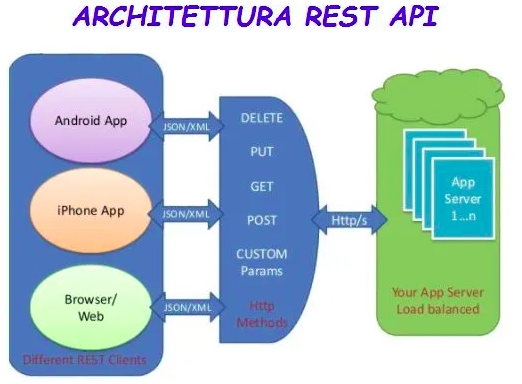 ARCHITETTURA REST API
Android App
iPhone App
Browser/
Web
Different REST Clients
JSON/XML
JSON/XML
JSON/XML
DELETE
PUT
GET
POST
CUSTOM
Params
Http
Methods
Http/s
App
Server
1...n
Your App Server
Load balanced